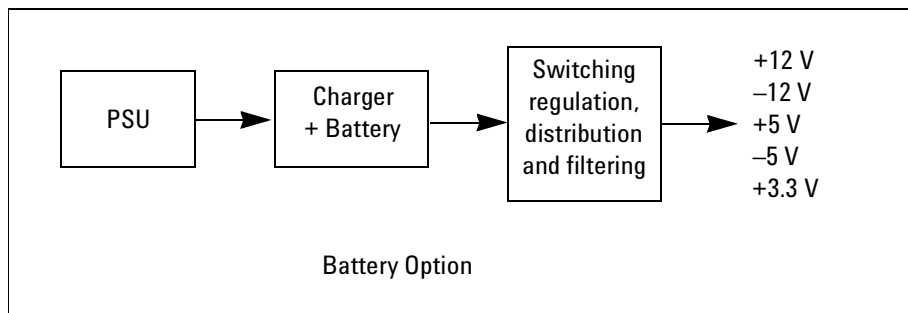 PSU
Charger
+ Battery
Switching
regulation,
distribution
and filtering
+12 V
–12 V
+5 V
–5 V
+3.3 V
Battery Option